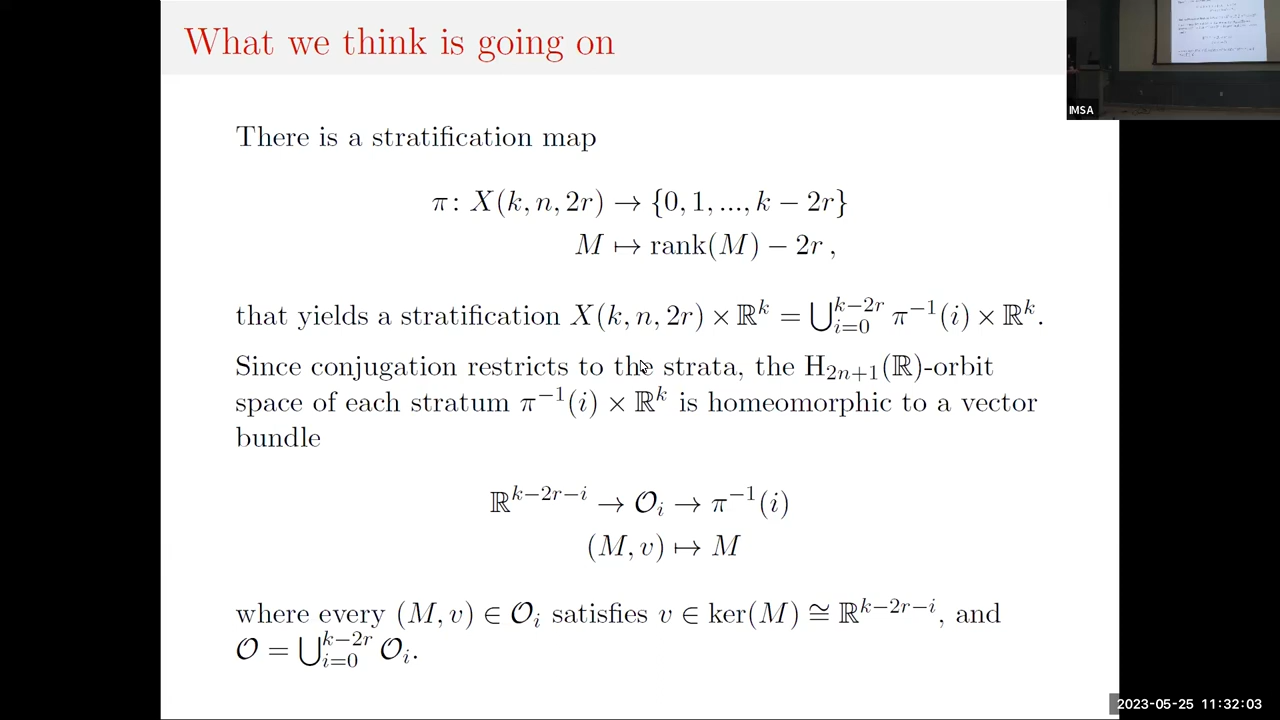 What we think is going on
IMSA
There is a stratification map
π: X(k, n, 2r) → {0, 1, ..., k − 2r}
M ↦ rank(M) − 2r ,
that yields a stratification X(k, n, 2r) × ℝ^k = ⋃_{i=0}^{k−2r} π^{−1}(i) × ℝ^k.
Since conjugation restricts to the strata, the H_{2n+1}(ℝ)-orbit
space of each stratum π^{−1}(i) × ℝ^k is homeomorphic to a vector
bundle
ℝ^{k−2r−i} → 𝒪_i → π^{−1}(i)
(M, v) ↦ M
where every (M, v) ∈ 𝒪_i satisfies v ∈ ker(M) ≅ ℝ^{k−2r−i}, and
𝒪 = ⋃_{i=0}^{k−2r} 𝒪_i.
2023-05-25 11:32:03